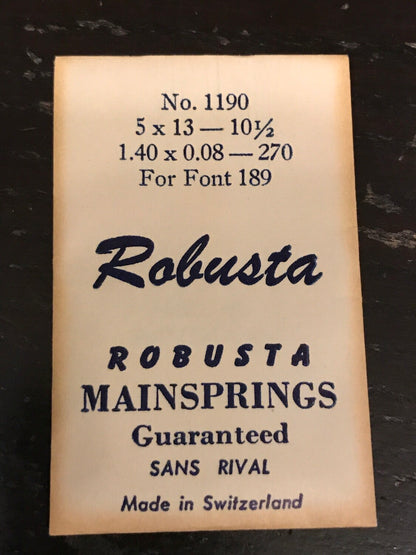 No. 1190
5 x 13 — 10½
1.40 x 0.08 — 270
For Font 189
Robusta
ROBUSTA
MAINSPRINGS
Guaranteed
SANS RIVAL
Made in Switzerland